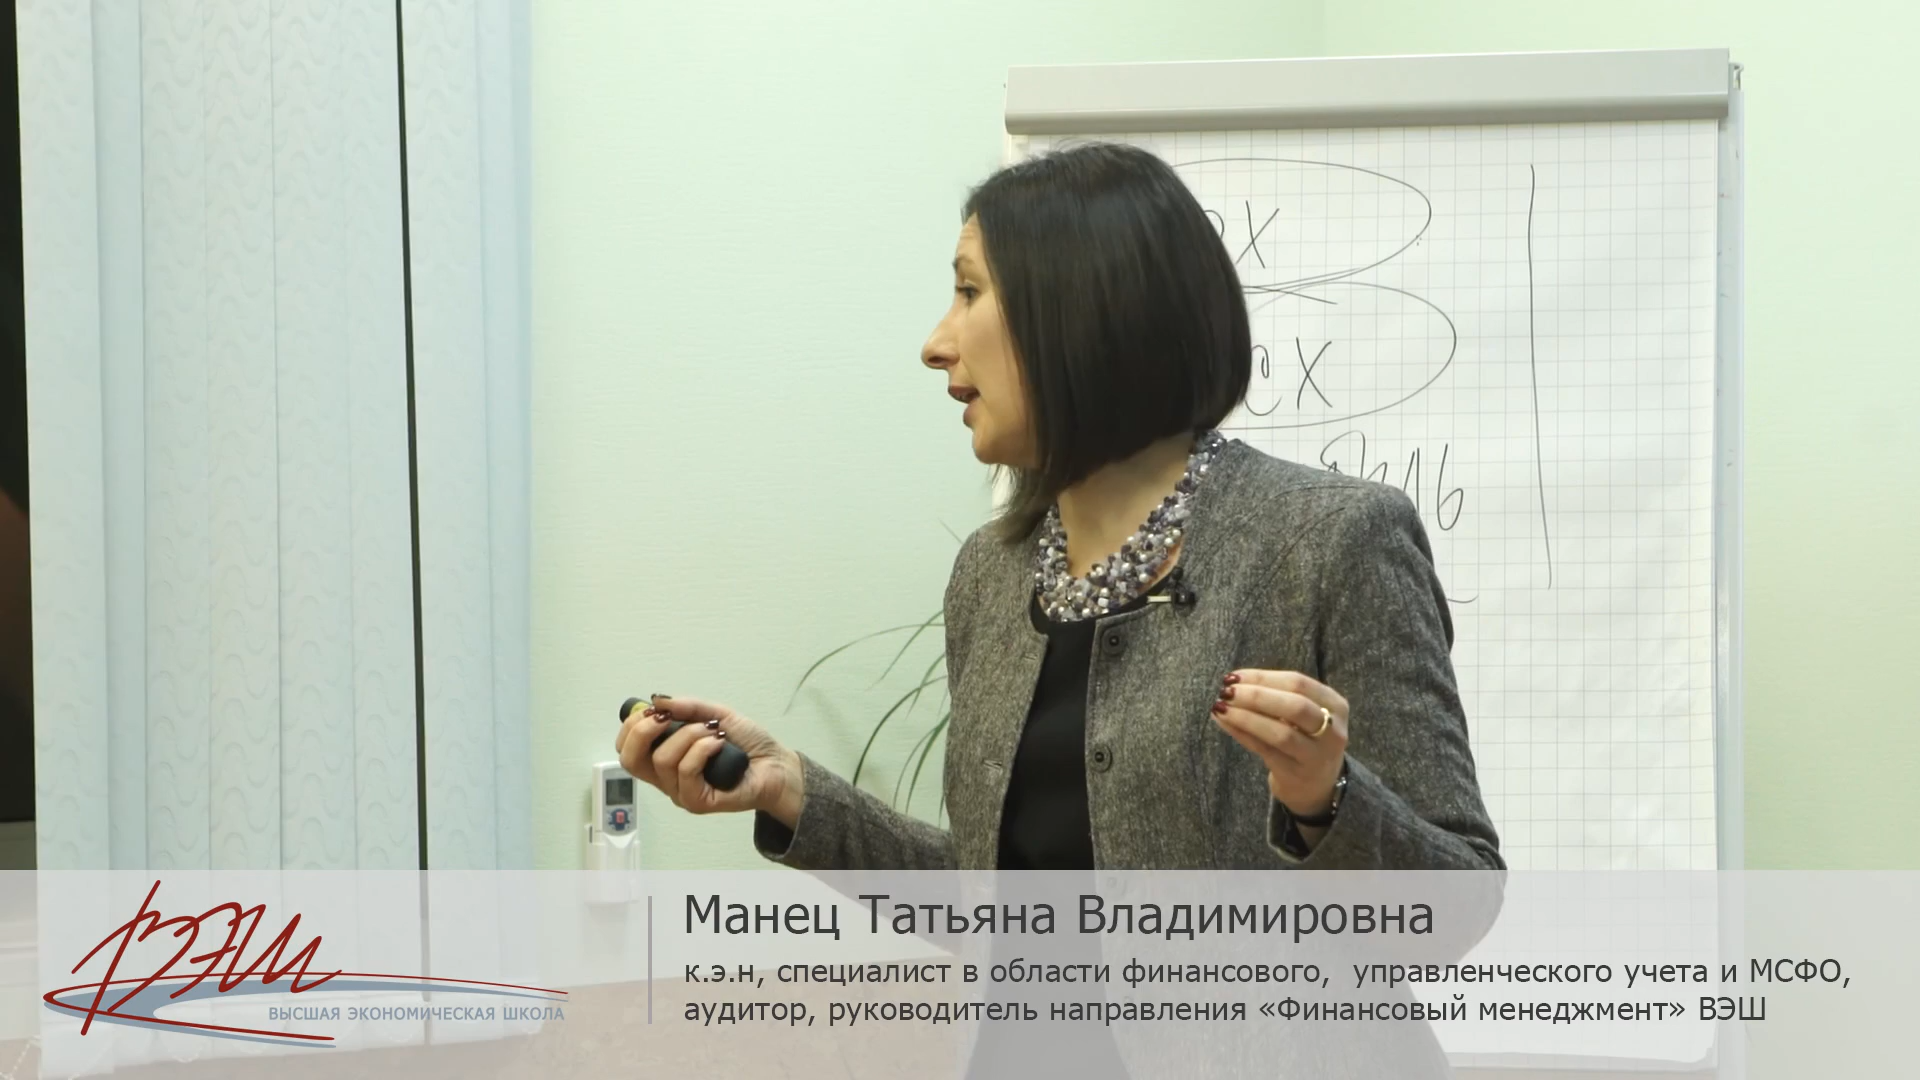 Манец Татьяна Владимировна
к.э.н, специалист в области финансового, управленческого учета и МСФО,
аудитор, руководитель направления «Финансовый менеджмент» ВЭШ
ВЭШ
ВЫСШАЯ ЭКОНОМИЧЕСКАЯ ШКОЛА